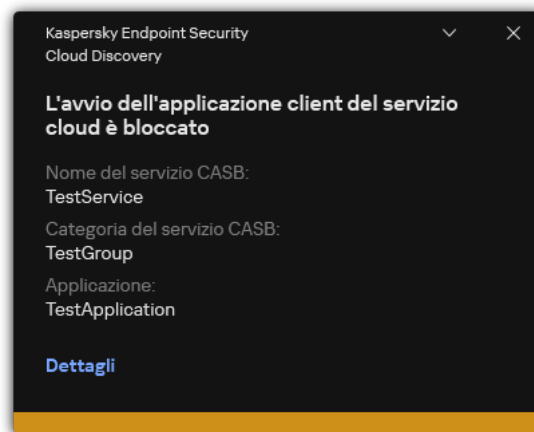 Kaspersky Endpoint Security
Cloud Discovery
L'avvio dell'applicazione client del servizio
cloud è bloccato
Nome del servizio CASB:
TestService
Categoria del servizio CASB:
TestGroup
Applicazione:
TestApplication
Dettagli